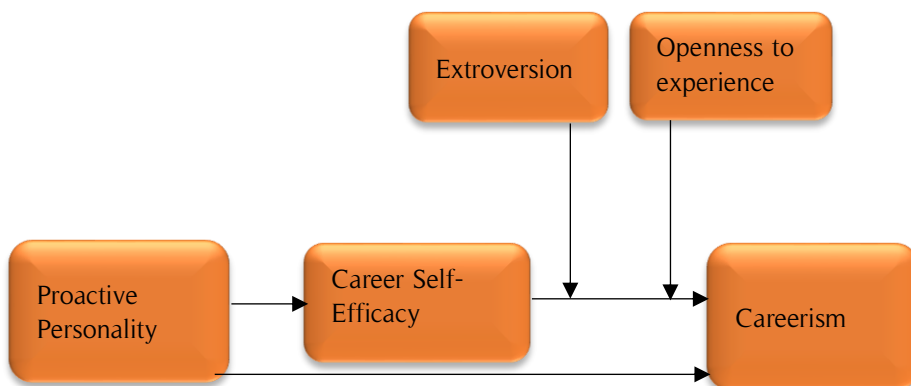 Extroversion
Openness to
experience
Proactive
Personality
Career Self-
Efficacy
Careerism